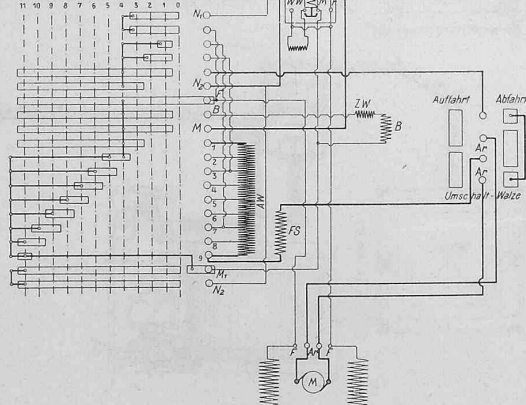 11 10 9 8 7 6 5 4 3 2 1 0
N1
WW
M
F
N2
F
B
M
ZW
B
Auffahrt
Abfahrt
Ar
Ar
Umschalt-Walze
1
2
3
4
5
6
7
8
9
AW
FS
M1
N2
F Ar F
M